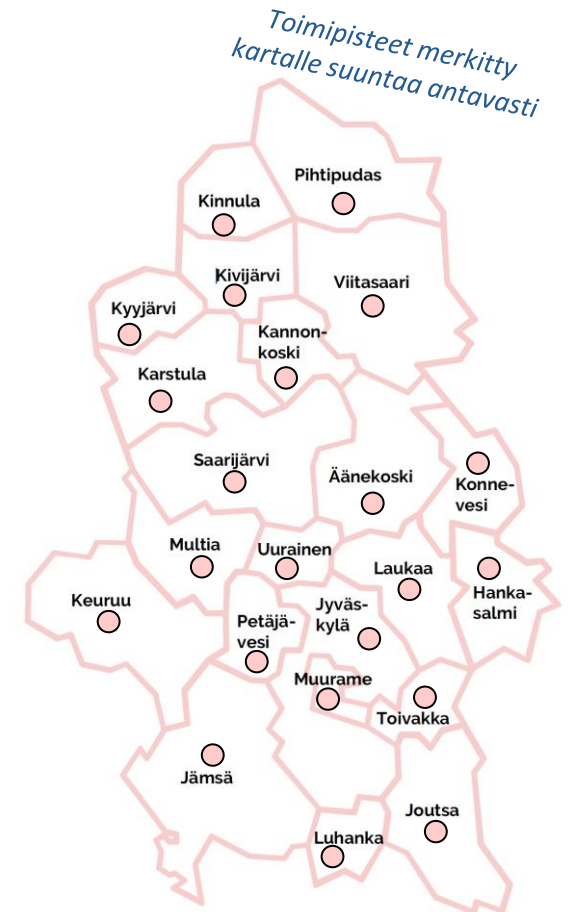 Toimipisteet merkitty
kartalle suuntaa antavasti
Pihtipudas
Kinnula
Kivijärvi
Viitasaari
Kyyjärvi
Kannon-
koski
Karstula
Saarijärvi
Äänekoski
Konne-
vesi
Multia
Uurainen
Laukaa
Hanka-
salmi
Keuruu
Jyväs-
kylä
Petäjä-
vesi
Muurame
Toivakka
Jämsä
Joutsa
Luhanka